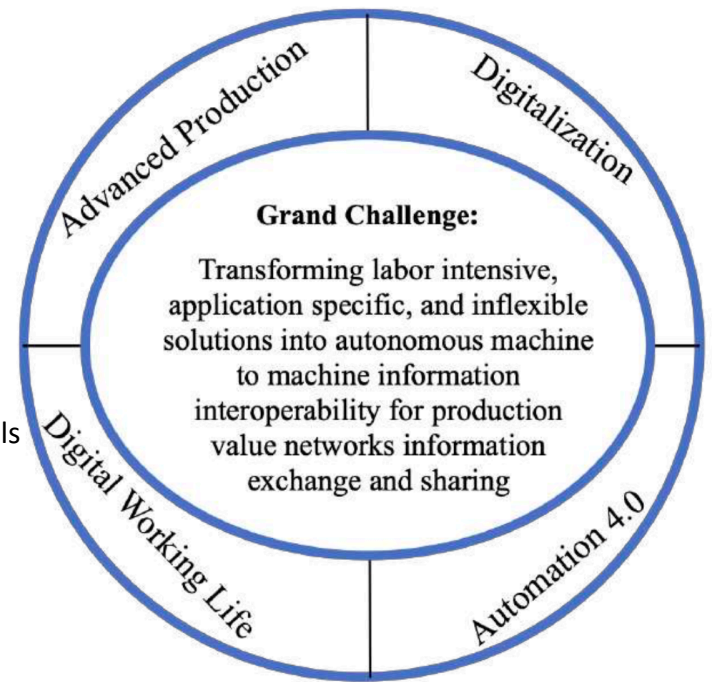 Advanced Production
Digitalization
Grand Challenge:
Transforming labor intensive,
application specific, and inflexible
solutions into autonomous machine
to machine information
interoperability for production
value networks information
exchange and sharing
ls
Digital Working Life
Automation 4.0